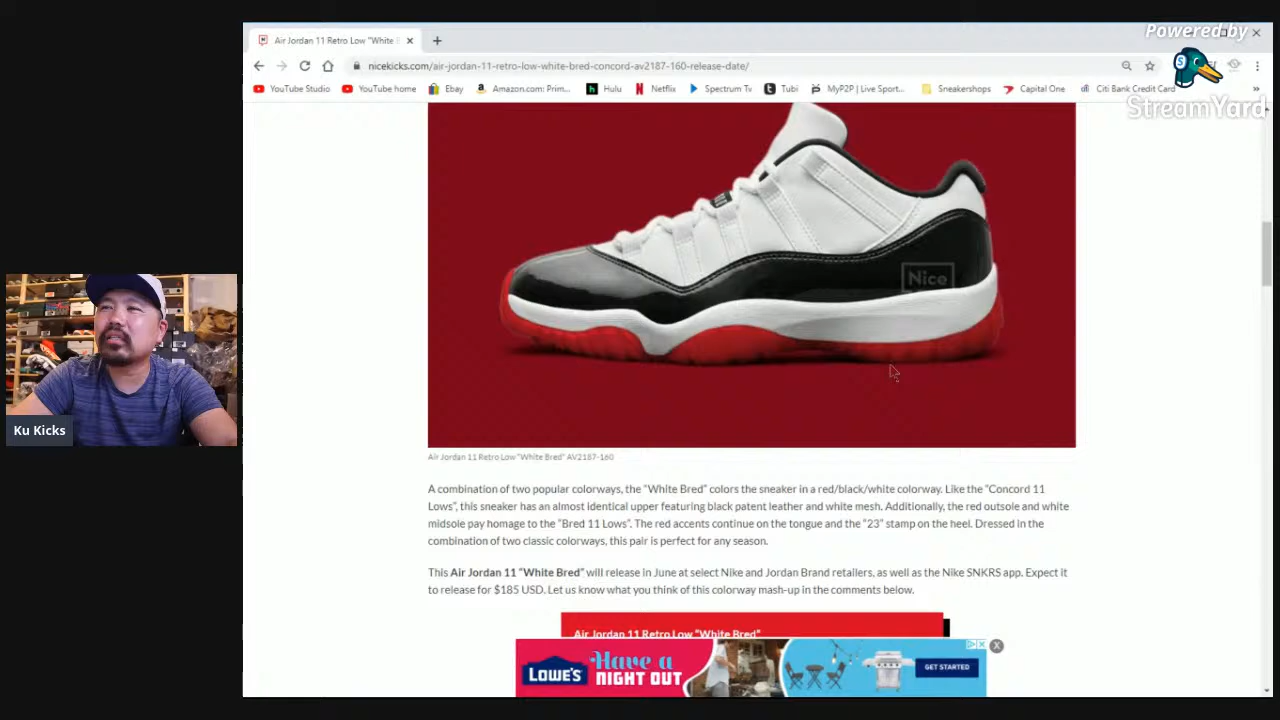 Powered by
StreamYard
Air Jordan 11 Retro Low "White B
nicekicks.com/air-jordan-11-retro-low-white-bred-concord-av2187-160-release-date/
YouTube Studio YouTube home Ebay Amazon.com: Prim... Hulu Netflix Spectrum Tv Tubi MyP2P | Live Sport... Sneakershops Capital One Citi Bank Credit Card
Nice
Ku Kicks
Air Jordan 11 Retro Low "White Bred" AV2187-160
A combination of two popular colorways, the "White Bred" colors the sneaker in a red/black/white colorway. Like the "Concord 11
Lows", this sneaker has an almost identical upper featuring black patent leather and white mesh. Additionally, the red outsole and white
midsole pay homage to the "Bred 11 Lows". The red accents continue on the tongue and the "23" stamp on the heel. Dressed in the
combination of two classic colorways, this pair is perfect for any season.
This Air Jordan 11 "White Bred" will release in June at select Nike and Jordan Brand retailers, as well as the Nike SNKRS app. Expect it
to release for $185 USD. Let us know what you think of this colorway mash-up in the comments below.
Air Jordan 11 Retro Low "White Bred"
LOWE'S
Have a
NIGHT OUT
GET STARTED